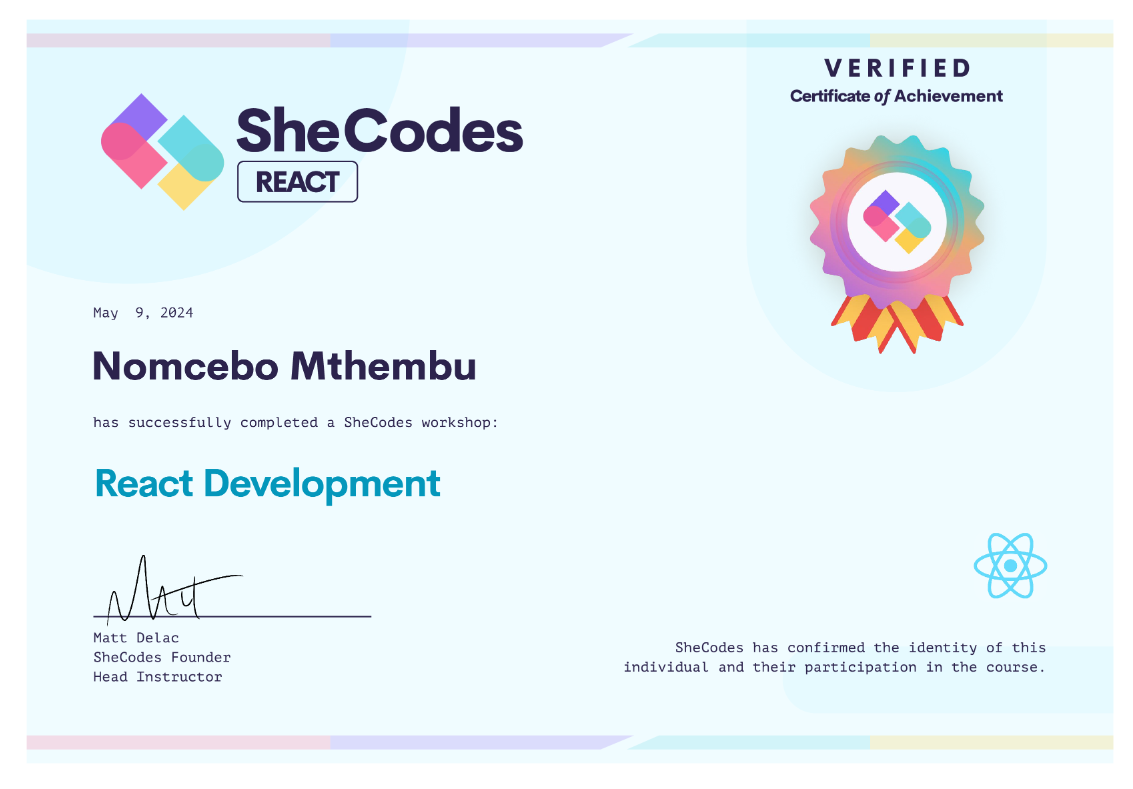 VERIFIED
Certificate of Achievement
SheCodes
REACT
May  9, 2024
Nomcebo Mthembu
has successfully completed a SheCodes workshop:
React Development
Matt
Matt Delac
SheCodes Founder
Head Instructor
SheCodes has confirmed the identity of this
individual and their participation in the course.